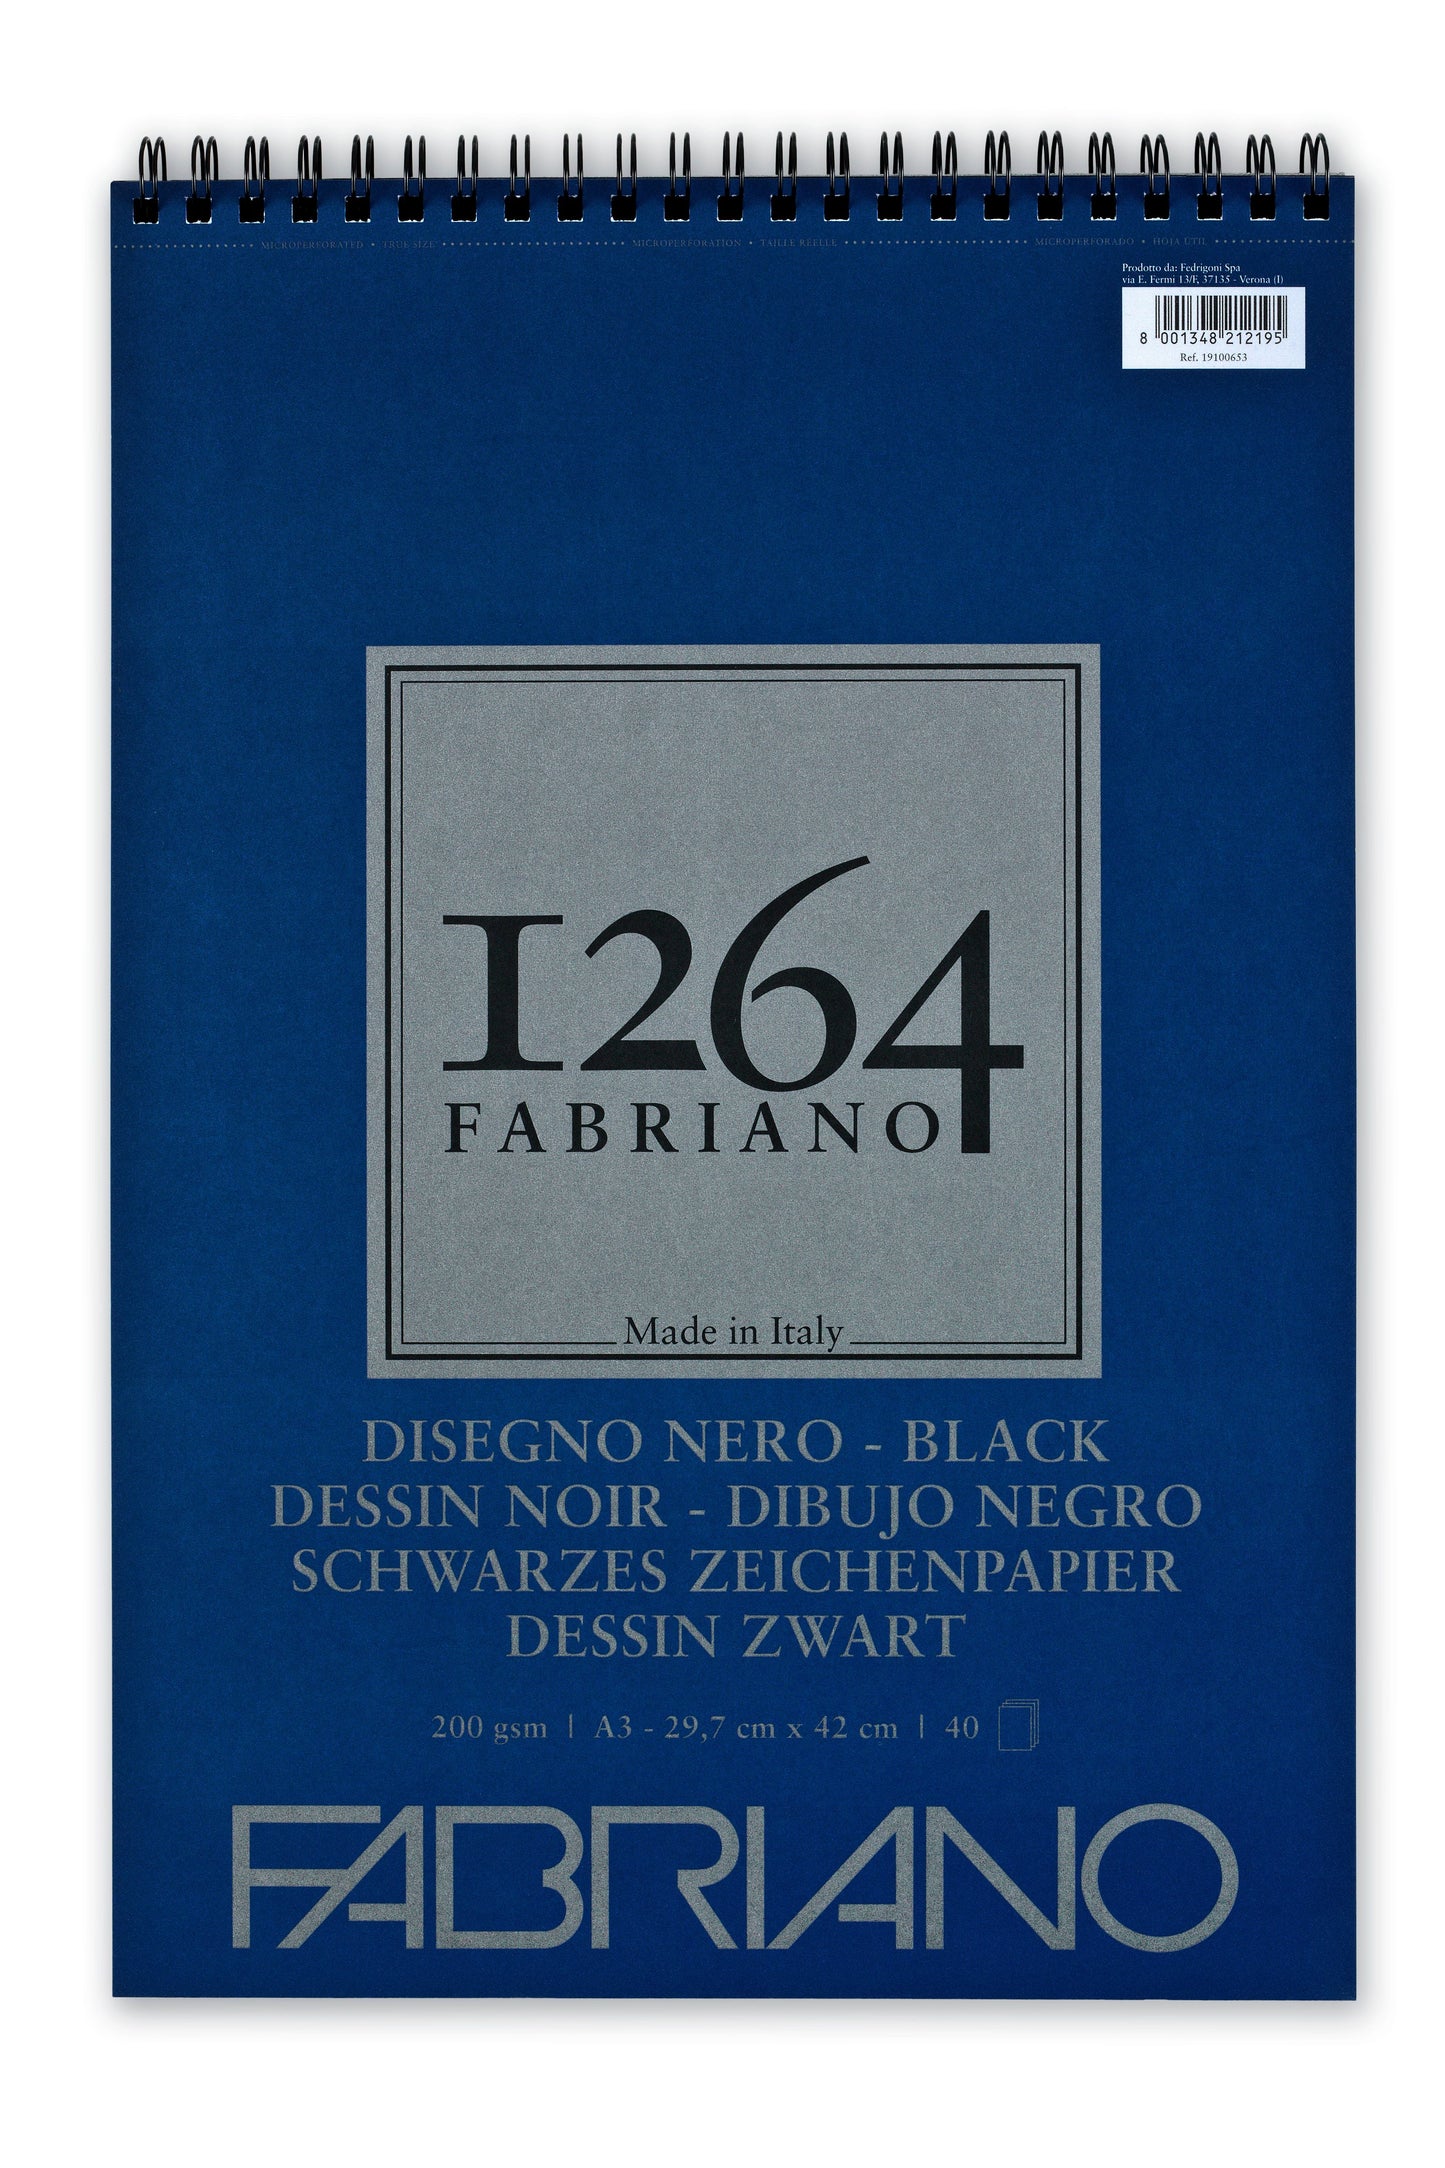 MICROPERFORATED • TRUE SIZE MICROPERFORATION • TAILLE RÉELLE MICROPERFORADO • HOJA ÚTIL
Prodotto da: Fedrigoni Spa
via E. Fermi 13/F, 37135 - Verona (I)
8 001348 212195
Ref. 19100653
1264
FABRIANO
Made in Italy
DISEGNO NERO - BLACK
DESSIN NOIR - DIBUJO NEGRO
SCHWARZES ZEICHENPAPIER
DESSIN ZWART
200 gsm | A3 - 29,7 cm x 42 cm | 40
FABRIANO